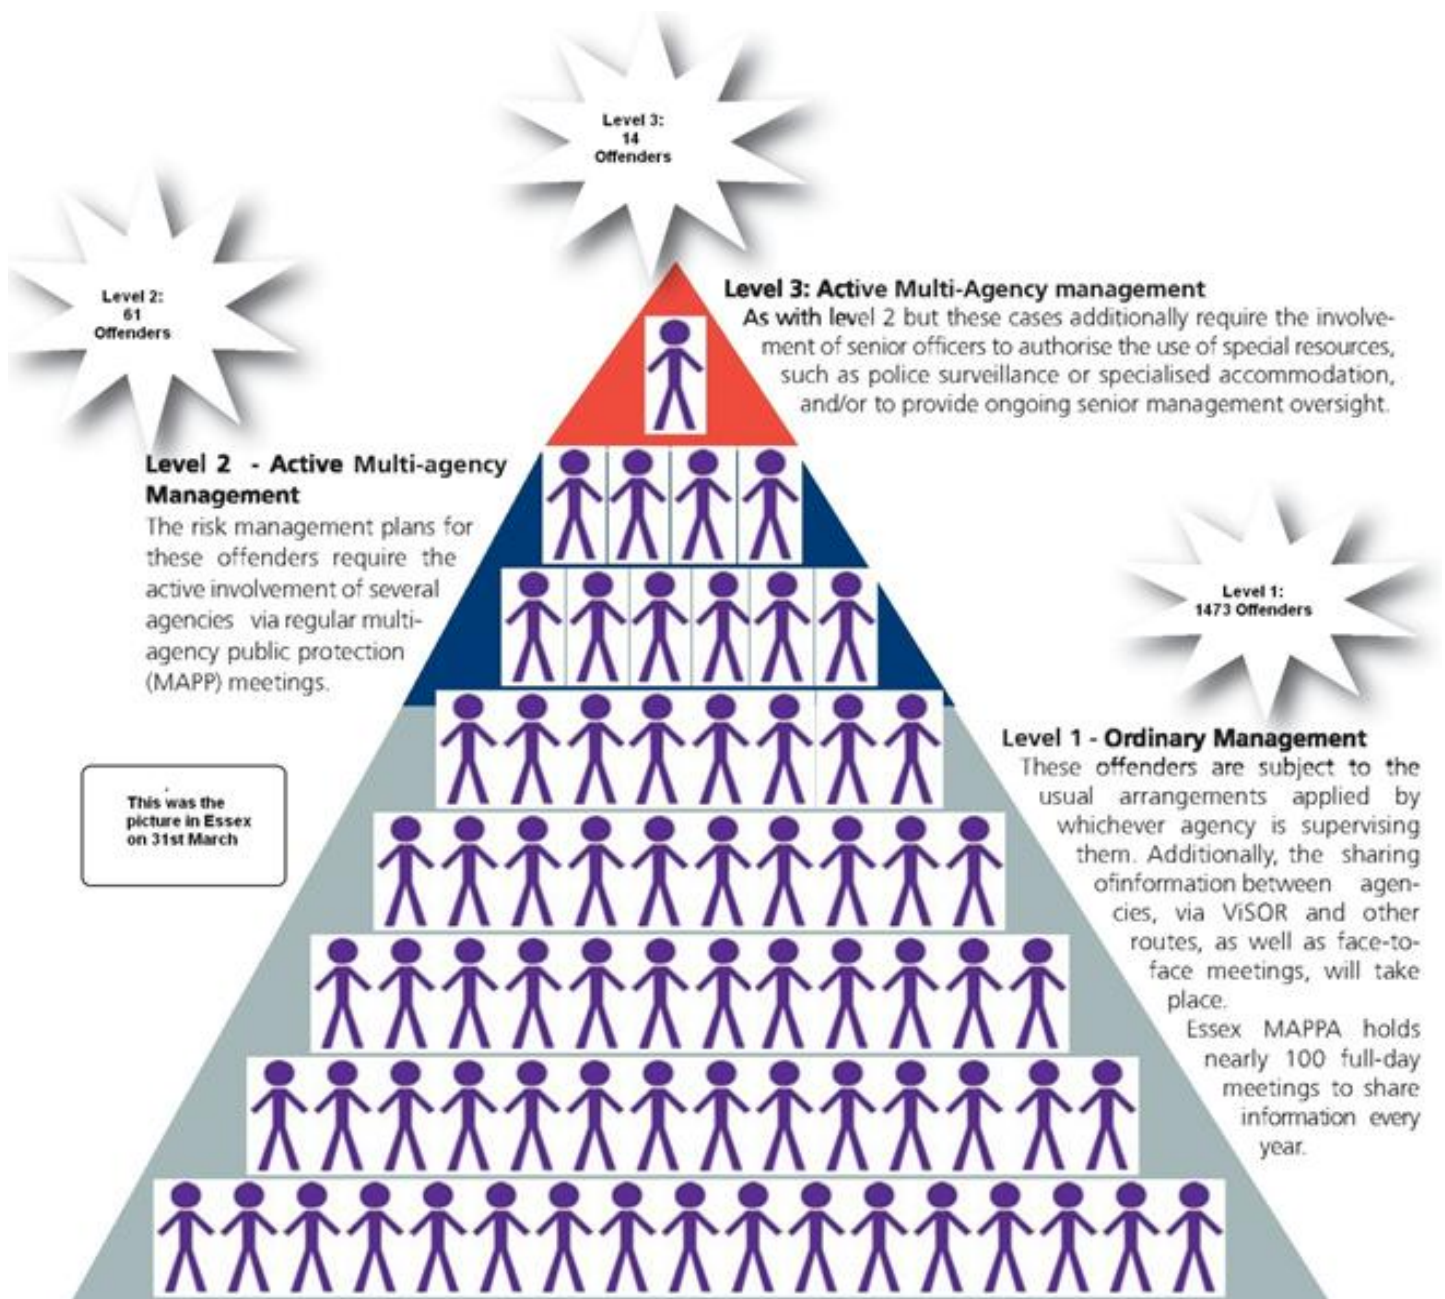 Level 3:
14
Offenders
Level 2:
61
Offenders
Level 3: Active Multi-Agency management
As with level 2 but these cases additionally require the involve-
ment of senior officers to authorise the use of special resources,
such as police surveillance or specialised accommodation,
and/or to provide ongoing senior management oversight.
Level 2 - Active Multi-agency
Management
The risk management plans for
these offenders require the
active involvement of several
agencies via regular multi-
agency public protection
(MAPP) meetings.
Level 1:
1473 Offenders
Level 1 - Ordinary Management
These offenders are subject to the
usual arrangements applied by
whichever agency is supervising
them. Additionally, the sharing
ofinformation between agen-
cies, via ViSOR and other
routes, as well as face-to-
face meetings, will take
place.
Essex MAPPA holds
nearly 100 full-day
meetings to share
information every
year.
.
This was the
picture in Essex
on 31st March